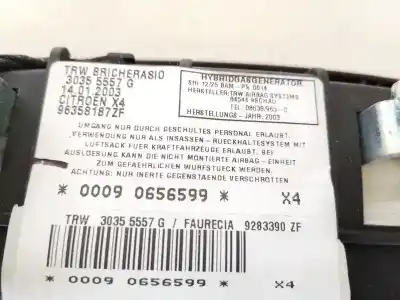 TRW BRICHERASIO
3035 5557 G
14.01.2003
CITROËN X4
96358187ZF
HYBRIDGASGENERATOR
HERSTELLER: TRW AIRBAG SYSTEMS
84544 ASCHAU
HERSTELLUNGS - JAHR: 2003
UMGANG NUR DURCH GESCHULTES PERSONAL ERLAUBT.
VERWENDUNG NUR ALS INSASSEN - RUECKHALTESYSTEM MIT
LUFTSACK FUER KRAFTFAHRZEUGE ERLAUBT. BEI
AUSLOESUNG KANN DIE NICHT MONTIERTE AIRBAG - EINHEIT
ZUM GEFAEHRLICHEN WURFSTUECK WERDEN.
ACHTUNG: NUR INERTE GEGENSTAENDE VERSCHROTTEN
* 0009 0656599 * X4
TRW 3035 5557 G / FAURECIA 9283390 ZF
* 0009 0656599 * X4